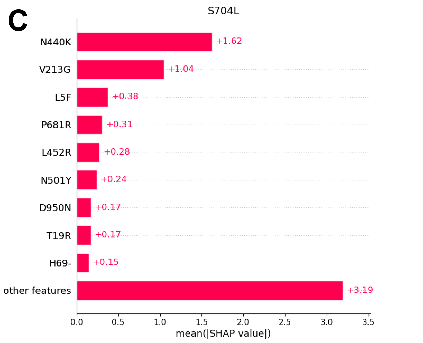 C
S704L
N440K +1.62
V213G +1.04
L5F +0.38
P681R +0.31
L452R +0.28
N501Y +0.24
D950N +0.17
T19R +0.17
H69- +0.15
other features +3.19
0.0 0.5 1.0 1.5 2.0 2.5 3.0 3.5
mean(|SHAP value|)